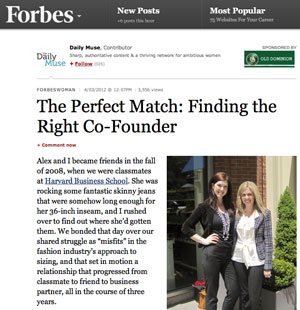 Forbes
New Posts
Most Popular
+6 posts this hour
75 Websites For Your Career
The Daily Muse
Daily Muse, Contributor
Sharp, authoritative content & a thriving network for ambitious women
+ Follow
SPONSORED BY
OLD DOMINION
FORBESWOMAN | 4/03/2012 @ 12:07PM | 3,556 views
The Perfect Match: Finding the
Right Co-Founder
+ Comment now
Alex and I became friends in the fall
of 2008, when we were classmates
at Harvard Business School. She was
rocking some fantastic skinny jeans
that were somehow long enough for
her 36-inch inseam, and I rushed
over to find out where she'd gotten
them. We bonded that day over our
shared struggle as "misfits" in the
fashion industry's approach to
sizing, and that set in motion a
relationship that progressed from
classmate to friend to business
partner, all in the course of three
years.